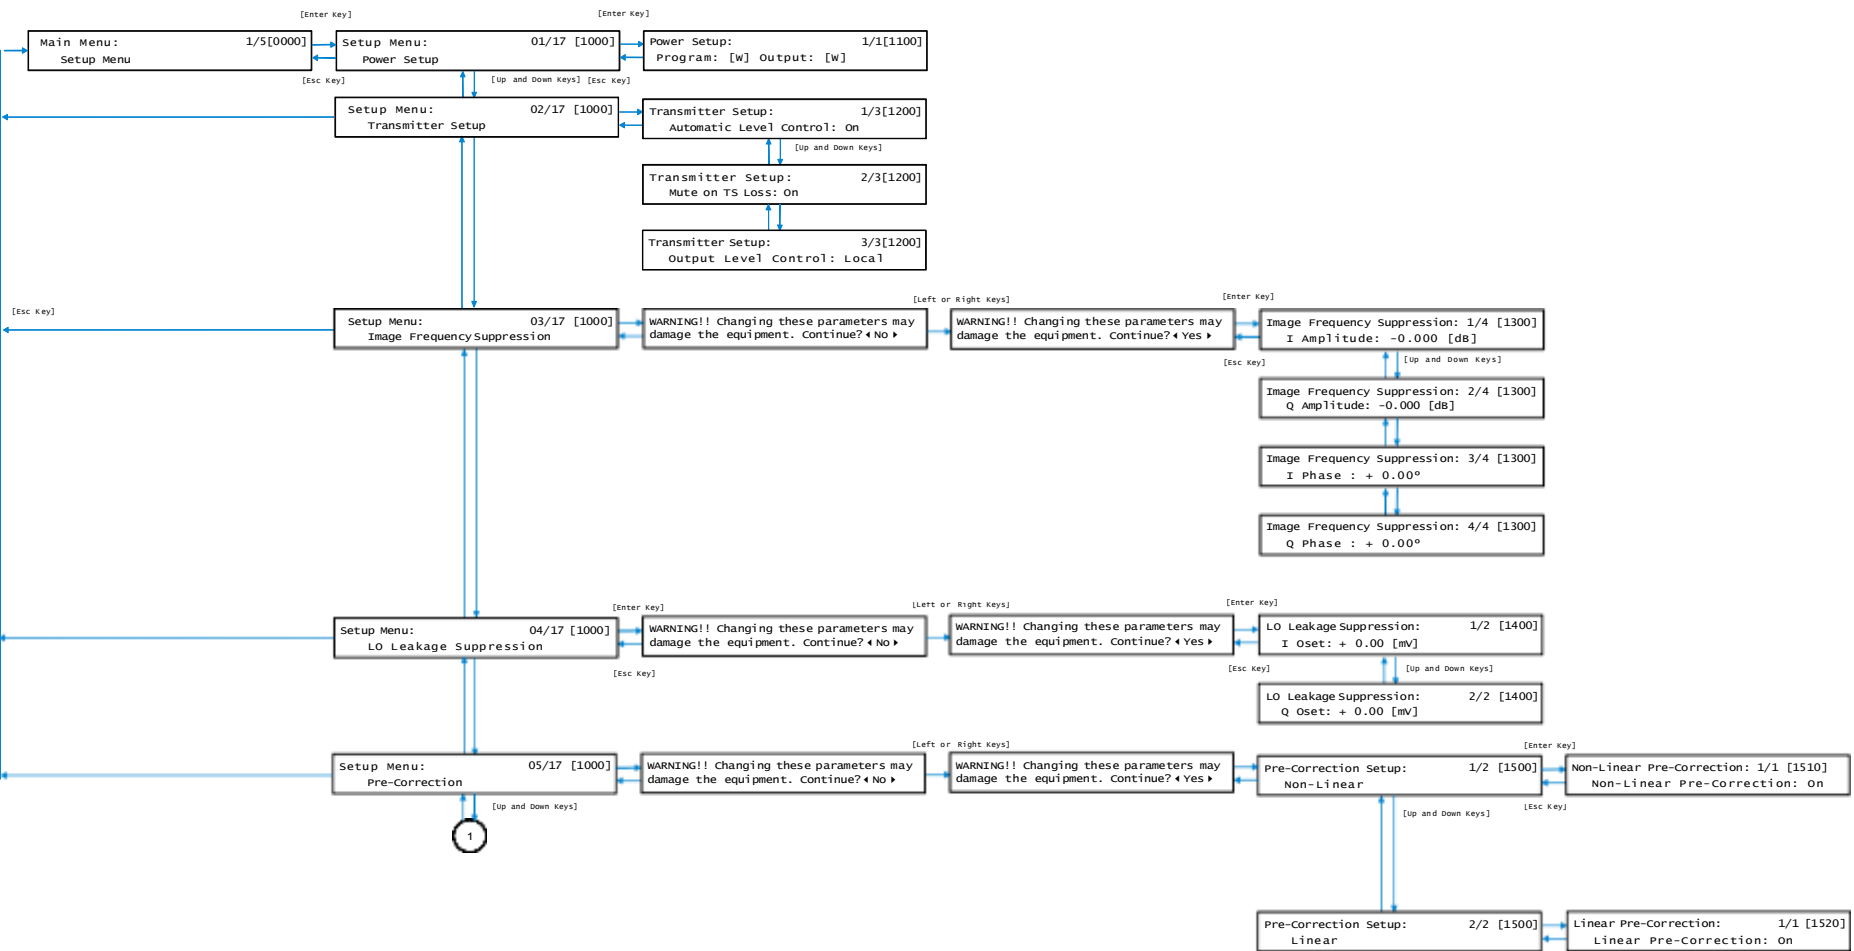 [Enter Key]
[Enter Key]
Main Menu: 1/5[0000]
Setup Menu
Setup Menu: 01/17 [1000]
Power Setup
Power Setup: 1/1[1100]
Program: [W] Output: [W]
[Esc Key]
[Up and Down Keys]
[Esc Key]
Setup Menu: 02/17 [1000]
Transmitter Setup
Transmitter Setup: 1/3[1200]
Automatic Level Control: On
[Up and Down Keys]
Transmitter Setup: 2/3[1200]
Mute on TS Loss: On
Transmitter Setup: 3/3[1200]
Output Level Control: Local
[Esc Key]
[Left or Right Keys]
[Enter Key]
Setup Menu: 03/17 [1000]
Image Frequency Suppression
WARNING!! Changing these parameters may
damage the equipment. Continue? ◂ No ▸
WARNING!! Changing these parameters may
damage the equipment. Continue? ◂ Yes ▸
Image Frequency Suppression: 1/4 [1300]
I Amplitude: -0.000 [dB]
[Esc Key]
[Up and Down Keys]
Image Frequency Suppression: 2/4 [1300]
Q Amplitude: -0.000 [dB]
Image Frequency Suppression: 3/4 [1300]
I Phase : + 0.00º
Image Frequency Suppression: 4/4 [1300]
Q Phase : + 0.00º
[Enter Key]
[Left or Right Keys]
[Enter Key]
Setup Menu: 04/17 [1000]
LO Leakage Suppression
WARNING!! Changing these parameters may
damage the equipment. Continue? ◂ No ▸
WARNING!! Changing these parameters may
damage the equipment. Continue? ◂ Yes ▸
LO Leakage Suppression: 1/2 [1400]
I Oset: + 0.00 [mV]
[Esc Key]
[Esc Key]
[Up and Down Keys]
LO Leakage Suppression: 2/2 [1400]
Q Oset: + 0.00 [mV]
[Left or Right Keys]
[Enter Key]
Setup Menu: 05/17 [1000]
Pre-Correction
WARNING!! Changing these parameters may
damage the equipment. Continue? ◂ No ▸
WARNING!! Changing these parameters may
damage the equipment. Continue? ◂ Yes ▸
Pre-Correction Setup: 1/2 [1500]
Non-Linear
Non-Linear Pre-Correction: 1/1 [1510]
Non-Linear Pre-Correction: On
[Up and Down Keys]
[Esc Key]
[Up and Down Keys]
1
Pre-Correction Setup: 2/2 [1500]
Linear
Linear Pre-Correction: 1/1 [1520]
Linear Pre-Correction: On